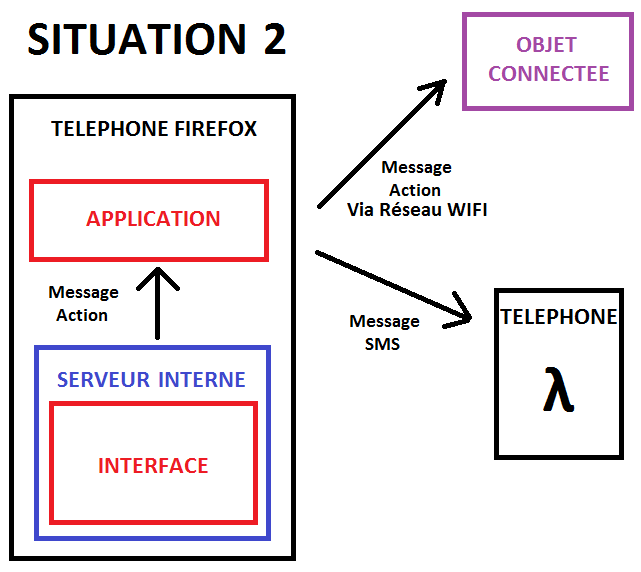 SITUATION 2
OBJET
CONNECTEE
TELEPHONE FIREFOX
APPLICATION
Message
Action
Via Réseau WIFI
Message
Action
Message
SMS
TELEPHONE
λ
SERVEUR INTERNE
INTERFACE